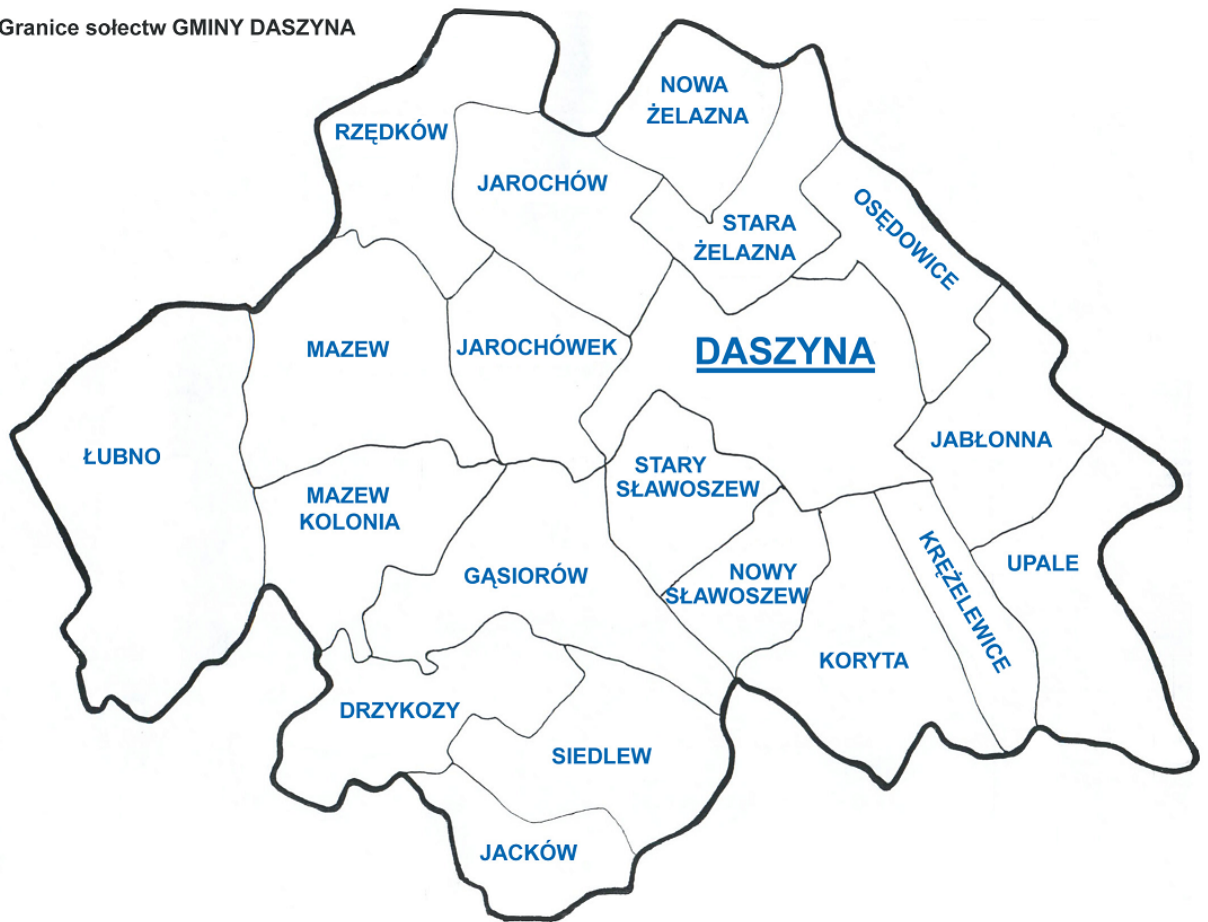 Granice sołectw GMINY DASZYNA
NOWA
ŻELAZNA
RZĘDKÓW
JAROCHÓW
STARA
ŻELAZNA
OSĘDOWICE
MAZEW
JAROCHÓWEK
DASZYNA
ŁUBNO
JABŁONNA
STARY
SŁAWOSZEW
MAZEW
KOLONIA
GĄSIORÓW
NOWY
SŁAWOSZEW
KRĘŻELEWICE
UPALE
KORYTA
DRZYKOZY
SIEDLEW
JACKÓW